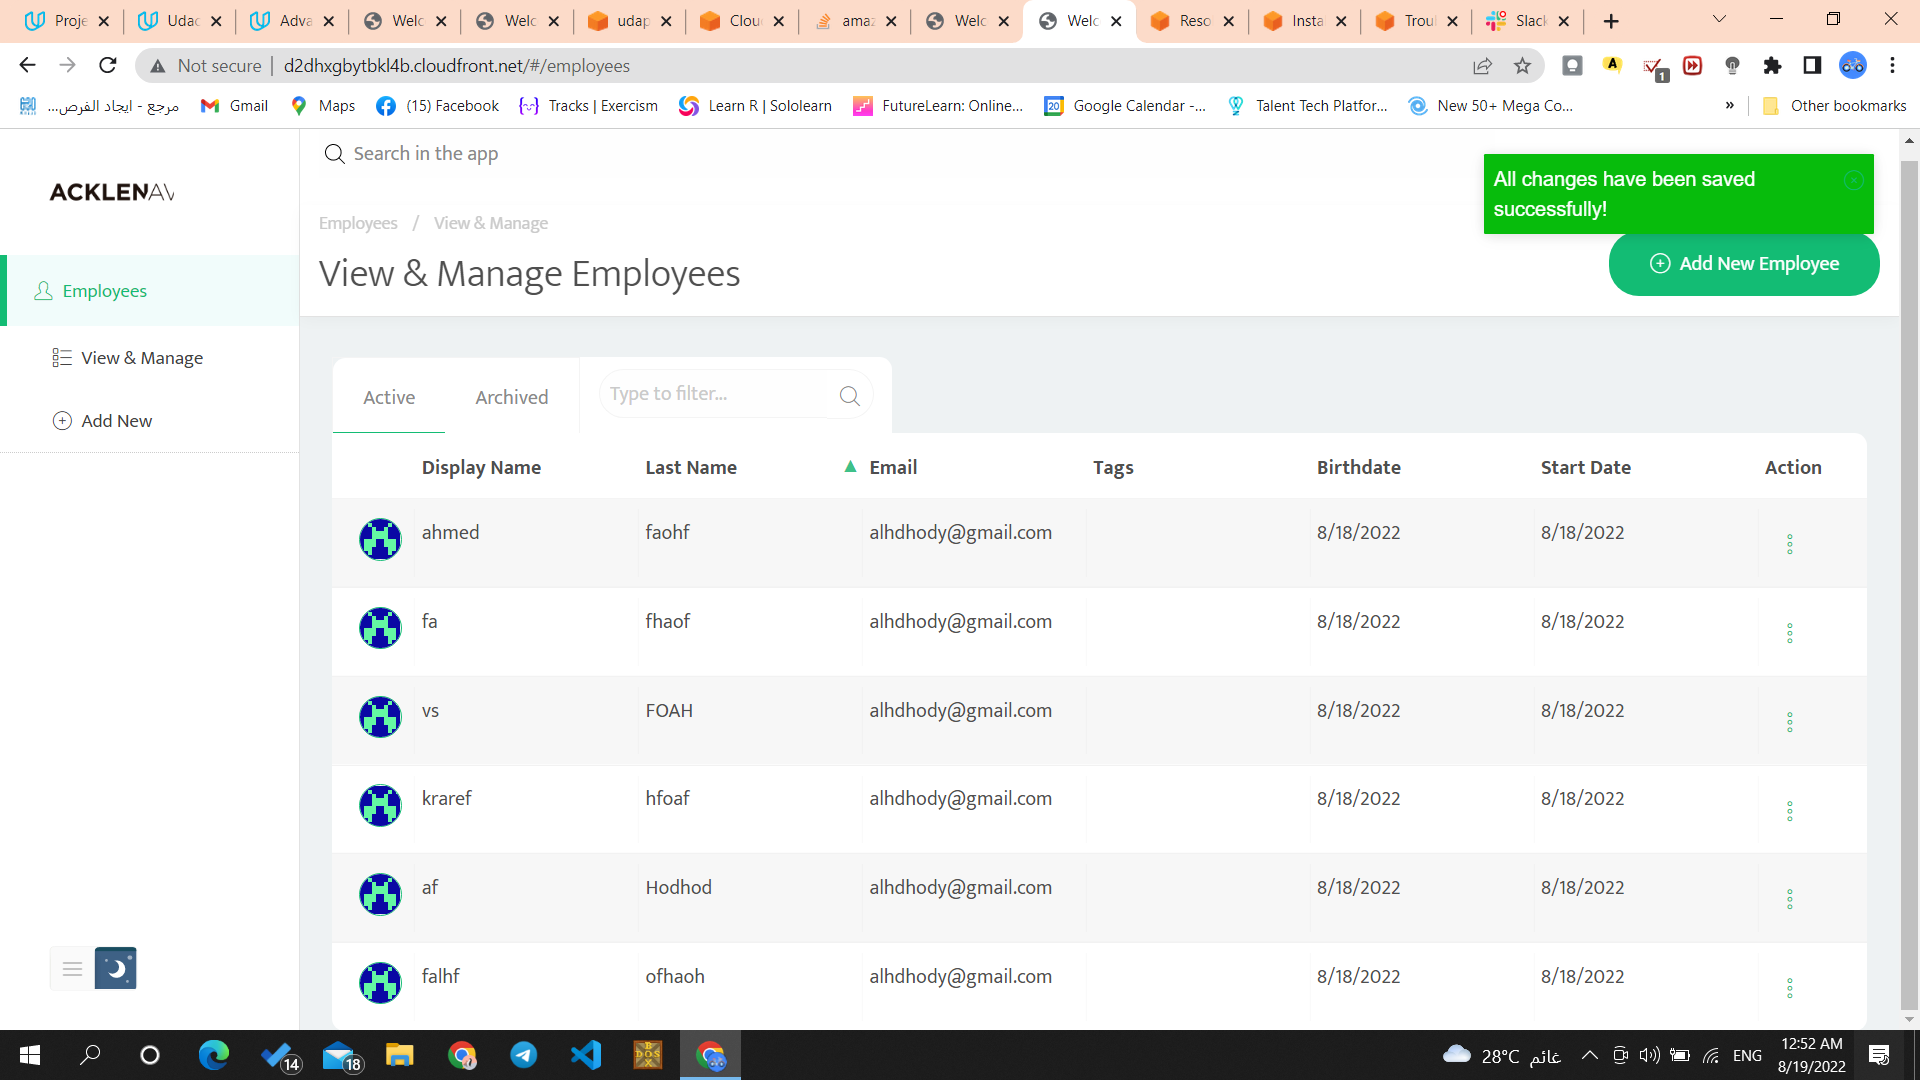 Proje
Udac
Adva
Welc
Welc
udap
Clou
amaz
Welc
Welc
Reso
Insta
Trou
Slack
Not secure
d2dhxgbytbkl4b.cloudfront.net/#/employees
1
مرجع - ايجاد الفرص...
Gmail
Maps
(15) Facebook
Tracks | Exercism
Learn R | Sololearn
FutureLearn: Online...
20
Google Calendar -...
Talent Tech Platfor...
New 50+ Mega Co...
»
Other bookmarks
ACKLENAV
Search in the app
All changes have been saved
successfully!
Employees / View & Manage
View & Manage Employees
Add New Employee
Employees
View & Manage
Add New
Active
Archived
Type to filter...
Display Name Last Name Email Tags Birthdate Start Date Action
ahmed faohf alhdhody@gmail.com 8/18/2022 8/18/2022
fa fhaof alhdhody@gmail.com 8/18/2022 8/18/2022
vs FOAH alhdhody@gmail.com 8/18/2022 8/18/2022
kraref hfoaf alhdhody@gmail.com 8/18/2022 8/18/2022
af Hodhod alhdhody@gmail.com 8/18/2022 8/18/2022
falhf ofhaoh alhdhody@gmail.com 8/18/2022 8/18/2022
14
18
28°C غائم
ENG
12:52 AM
8/19/2022